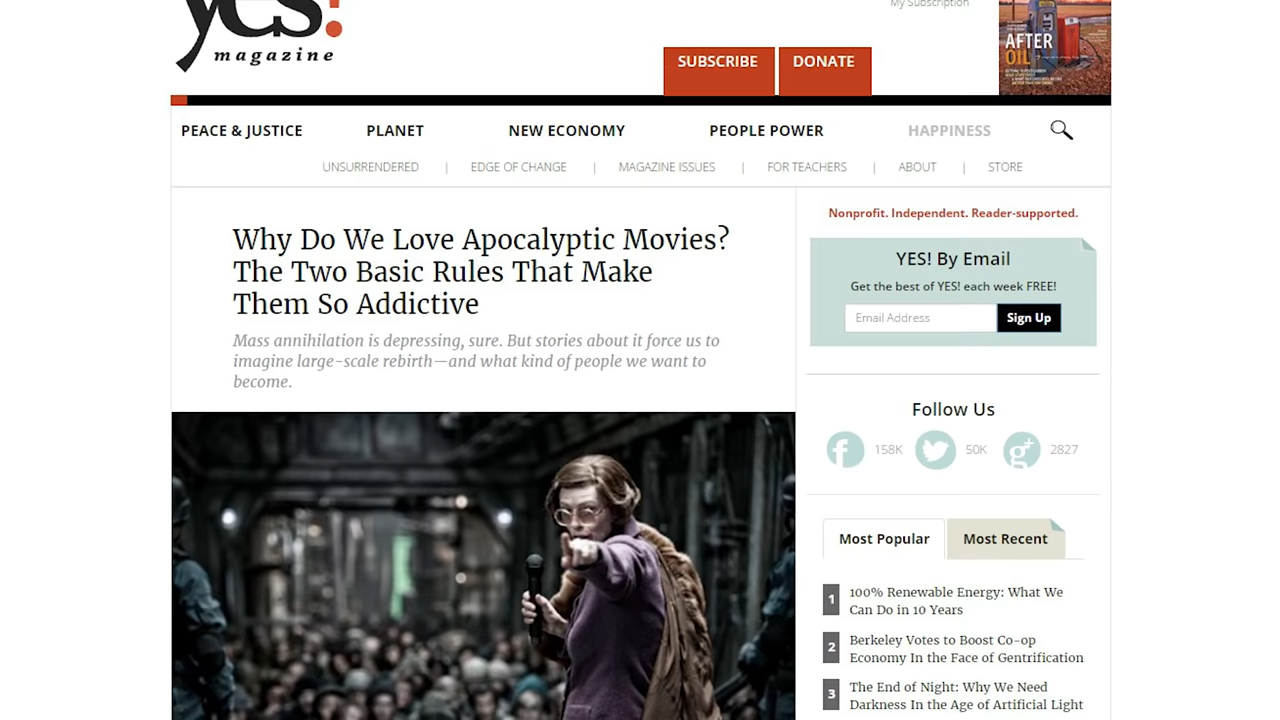 yes!
magazine
My Subscription
SUBSCRIBE
DONATE
AFTER
OIL
PEACE & JUSTICE
PLANET
NEW ECONOMY
PEOPLE POWER
HAPPINESS
UNSURRENDERED | EDGE OF CHANGE | MAGAZINE ISSUES | FOR TEACHERS | ABOUT | STORE
Why Do We Love Apocalyptic Movies?
The Two Basic Rules That Make
Them So Addictive
Mass annihilation is depressing, sure. But stories about it force us to
imagine large-scale rebirth—and what kind of people we want to
become.
Nonprofit. Independent. Reader-supported.
YES! By Email
Get the best of YES! each week FREE!
Email Address
Sign Up
Follow Us
f 158K
50K
g+ 2827
Most Popular
Most Recent
1 100% Renewable Energy: What We
Can Do in 10 Years
2 Berkeley Votes to Boost Co-op
Economy In the Face of Gentrification
3 The End of Night: Why We Need
Darkness In the Age of Artificial Light